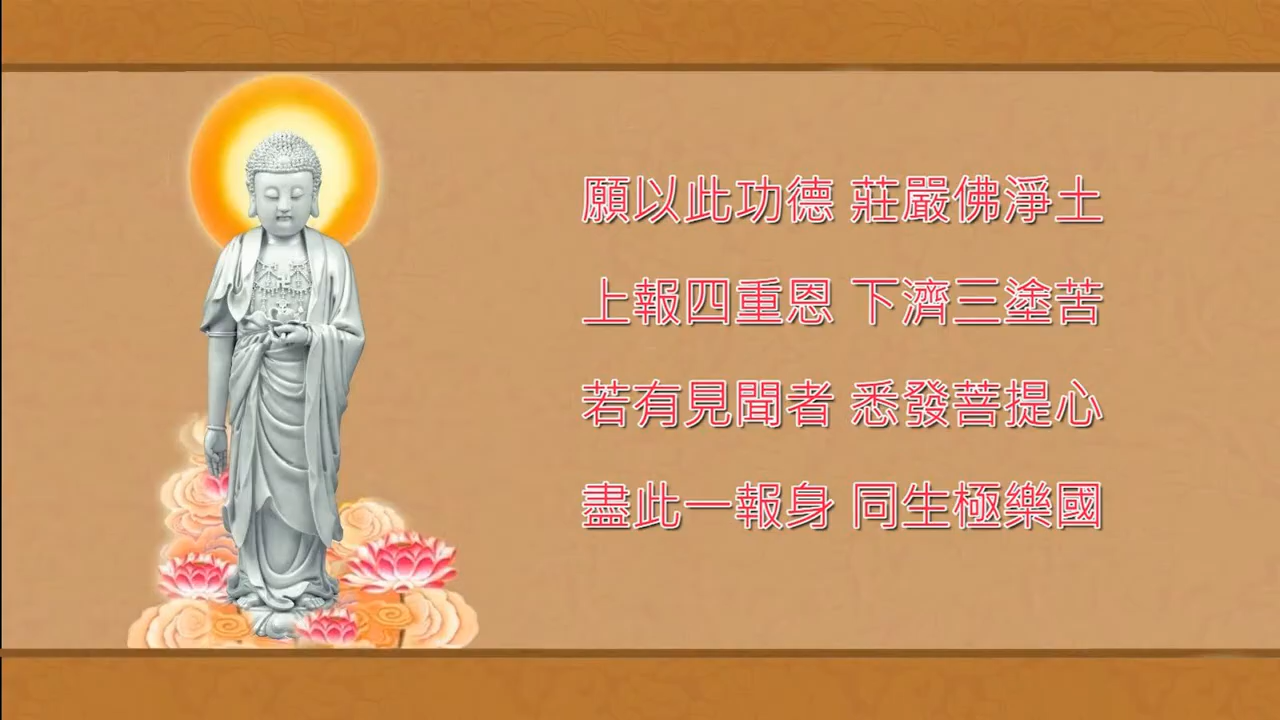 願以此功德 莊嚴佛淨土
上報四重恩 下濟三塗苦
若有見聞者 悉發菩提心
盡此一報身 同生極樂國